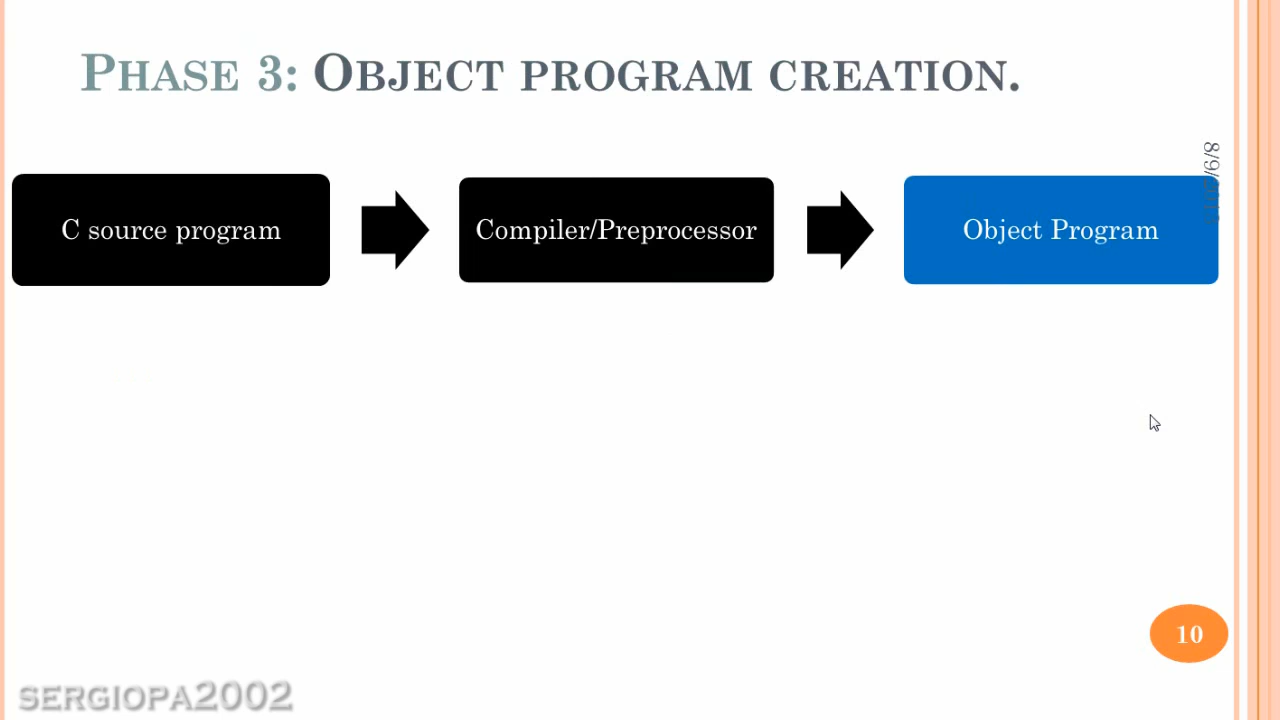 Phase 3: Object program creation.
C source program
Compiler/Preprocessor
Object Program
10
sergiopa2002